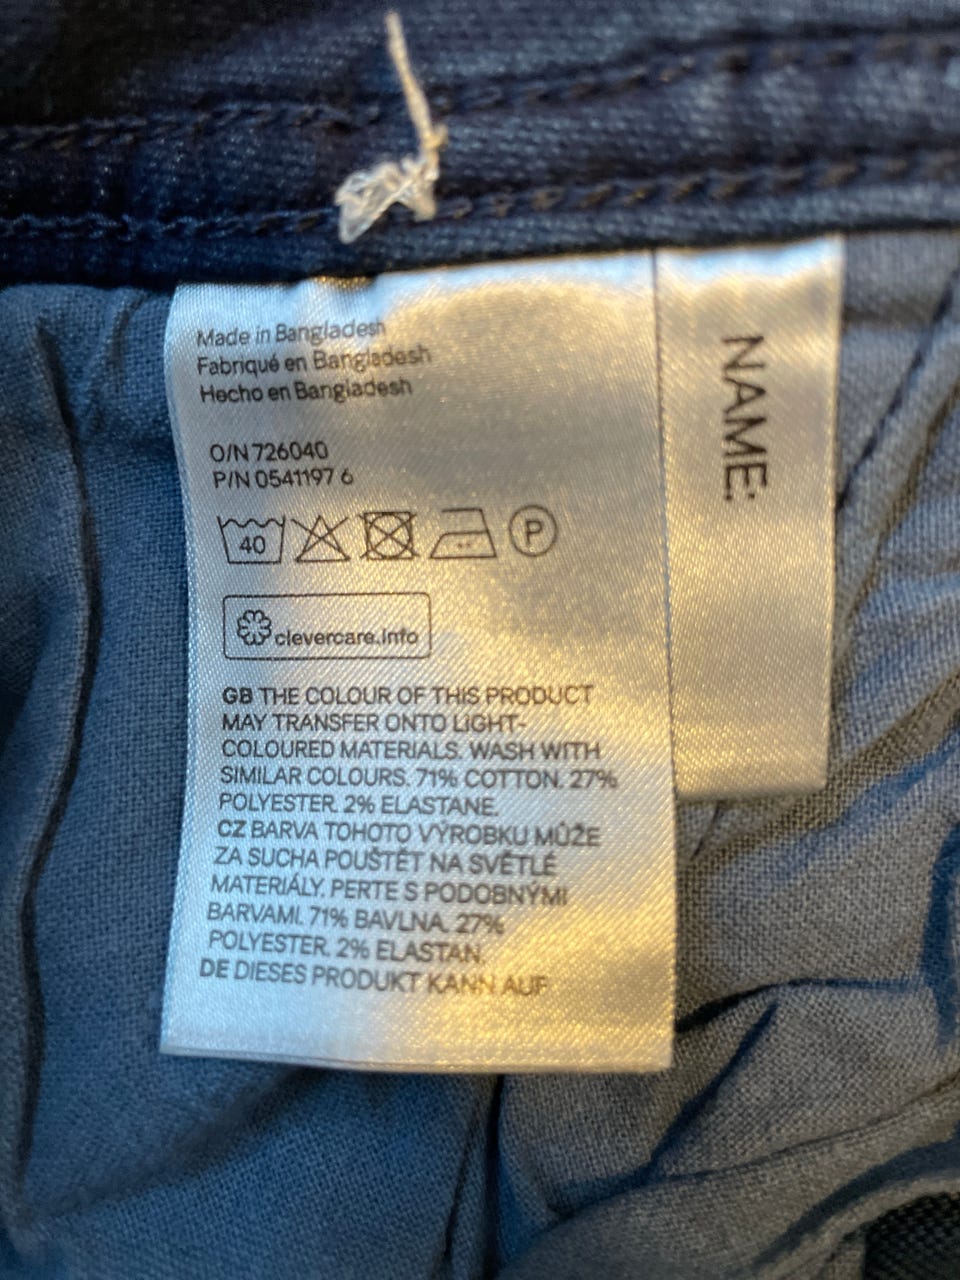 Made in Bangladesh
Fabriqué en Bangladesh
Hecho en Bangladesh
O/N 726040
P/N 0541197 6
40
P
clevercare.info
GB THE COLOUR OF THIS PRODUCT
MAY TRANSFER ONTO LIGHT-
COLOURED MATERIALS. WASH WITH
SIMILAR COLOURS. 71% COTTON. 27%
POLYESTER. 2% ELASTANE.
CZ BARVA TOHOTO VÝROBKU MŮŽE
ZA SUCHA POUŠTĚT NA SVĚTLÉ
MATERIÁLY. PERTE S PODOBNÝMI
BARVAMI. 71% BAVLNA. 27%
POLYESTER. 2% ELASTAN.
DE DIESES PRODUKT KANN AUF
NAME: